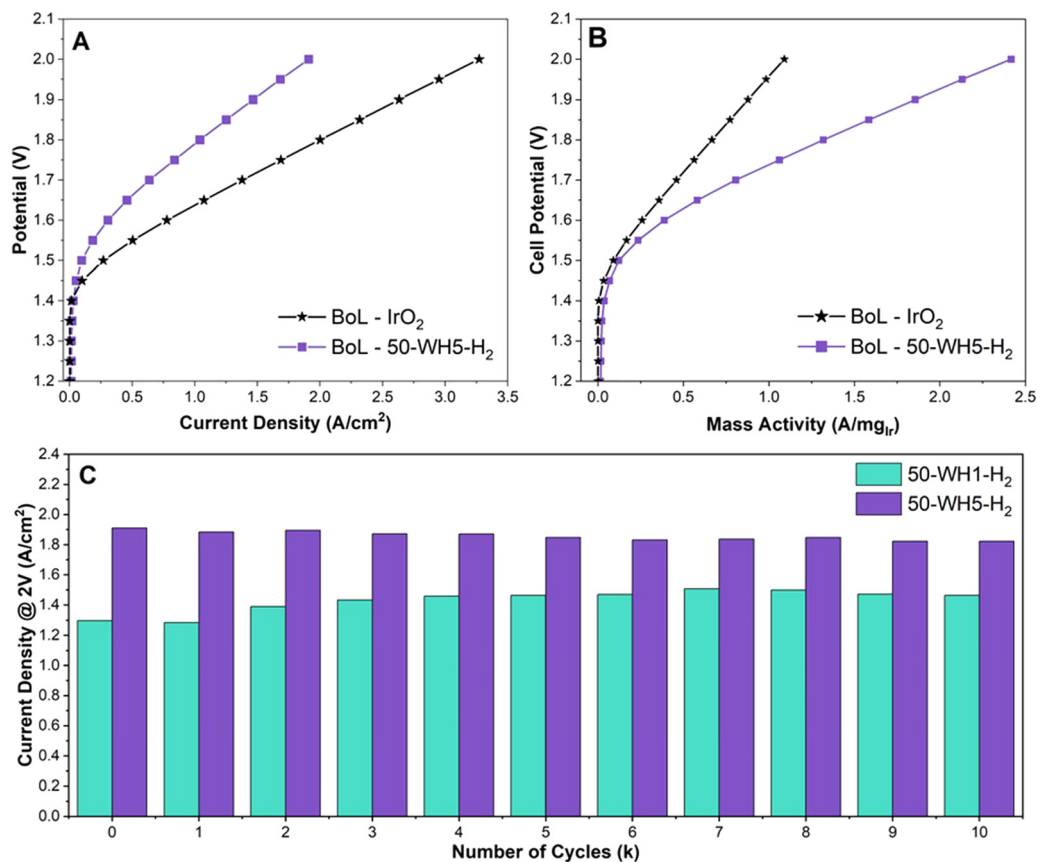 A
2.1
2.0
1.9
1.8
1.7
1.6
1.5
1.4
1.3
1.2
Potential (V)
BoL - IrO₂
BoL - 50-WH5-H₂
0.0 0.5 1.0 1.5 2.0 2.5 3.0 3.5
Current Density (A/cm²)
B
2.1
2.0
1.9
1.8
1.7
1.6
1.5
1.4
1.3
1.2
Cell Potential (V)
BoL - IrO₂
BoL - 50-WH5-H₂
0.0 0.5 1.0 1.5 2.0 2.5
Mass Activity (A/mg_Ir)
C
2.4
2.2
2.0
1.8
1.6
1.4
1.2
1.0
0.8
0.6
0.4
0.2
0.0
Current Density @ 2V (A/cm²)
50-WH1-H₂
50-WH5-H₂
0 1 2 3 4 5 6 7 8 9 10
Number of Cycles (k)